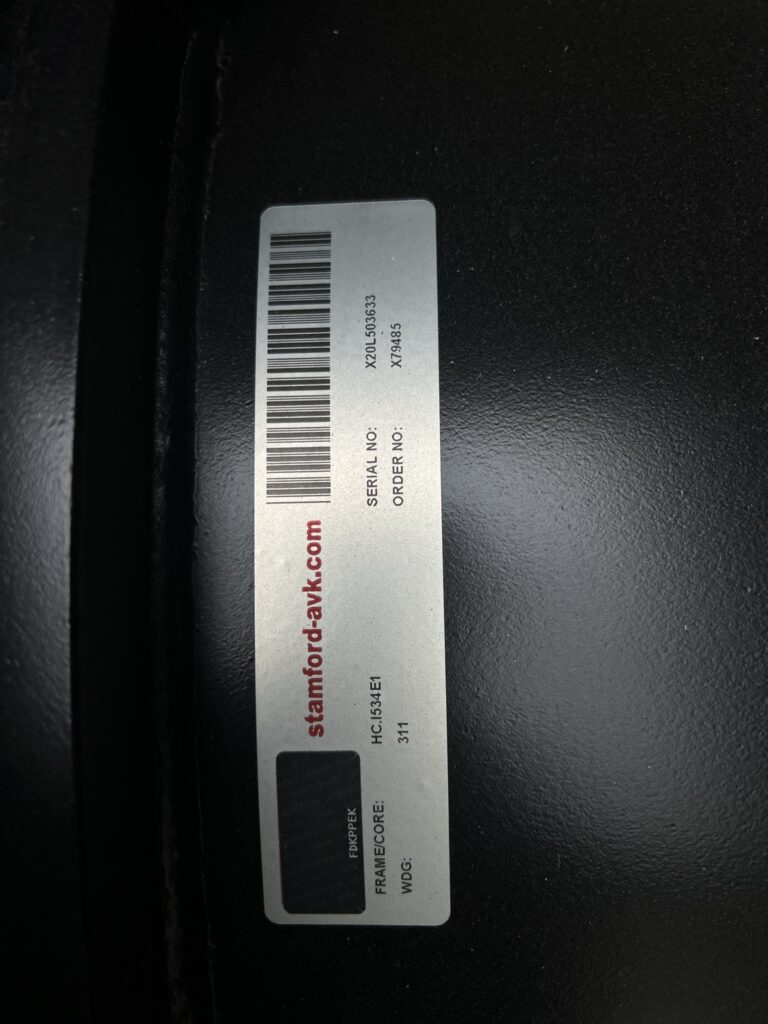 stamford-avk.com
FDKPPEK
FRAME/CORE: HC.I534E1 SERIAL NO: X20L503633
WDG: 311 ORDER NO: X79485